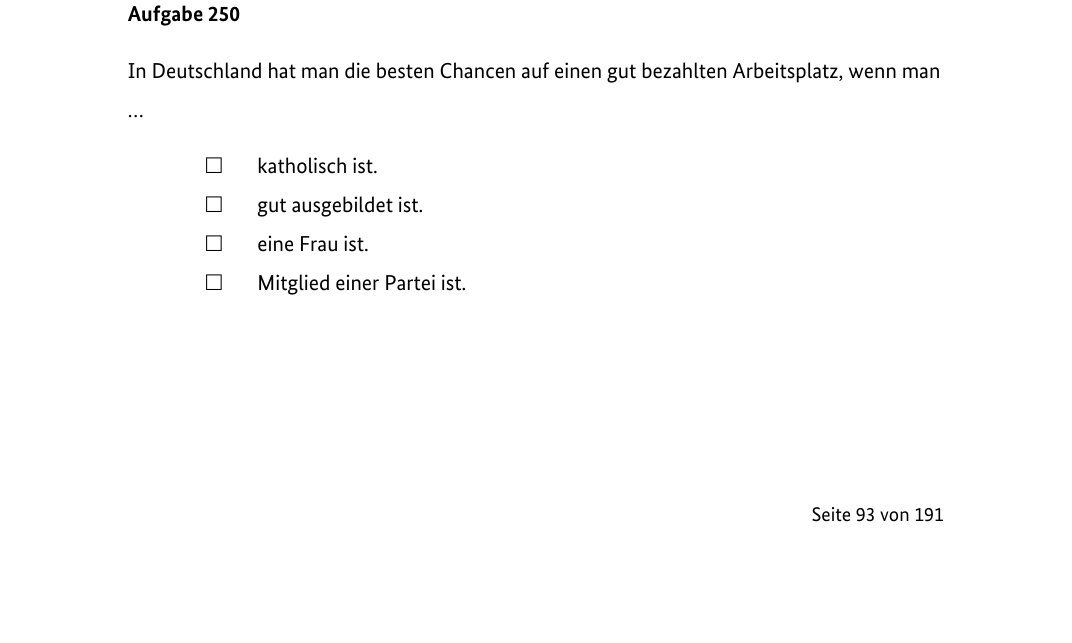 Aufgabe 250
In Deutschland hat man die besten Chancen auf einen gut bezahlten Arbeitsplatz, wenn man
...
☐ katholisch ist.
☐ gut ausgebildet ist.
☐ eine Frau ist.
☐ Mitglied einer Partei ist.
Seite 93 von 191